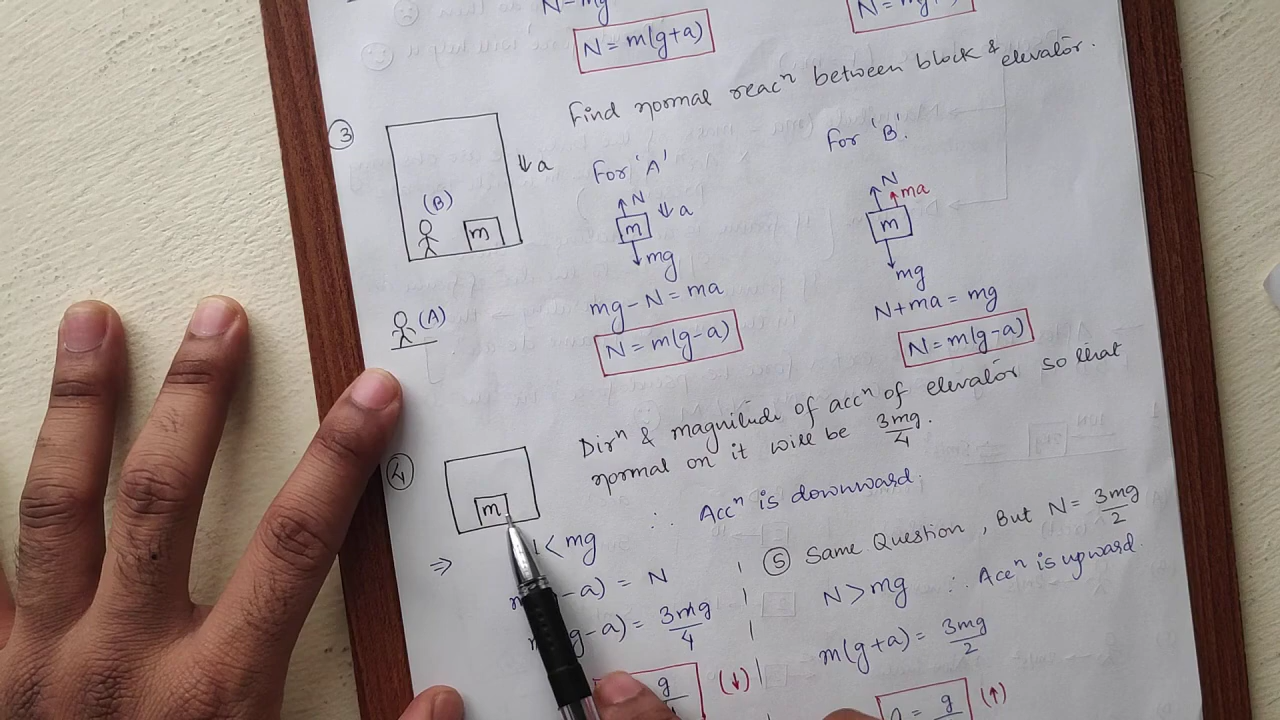 N-mg
N = m(g+a)
③ Find normal reacⁿ between block & elevator.
↓a
(B)
m
(A)
For 'A'
N
m ↓a
mg
mg - N = ma
N = m(g-a)
For 'B'.
N
ma
m
mg
N + ma = mg
N = m(g-a)
④ Dirⁿ & magnitude of accⁿ of elevator so that
normal on it will be 3mg/4.
m
∴ Accⁿ is downward.
⇒ < mg
-a) = N
g-a) = 3mg/4
g (↓)
⑤ Same Question, But N = 3mg/2
N > mg ∴ Accⁿ is upward
m(g+a) = 3mg/2
a = g (↑)